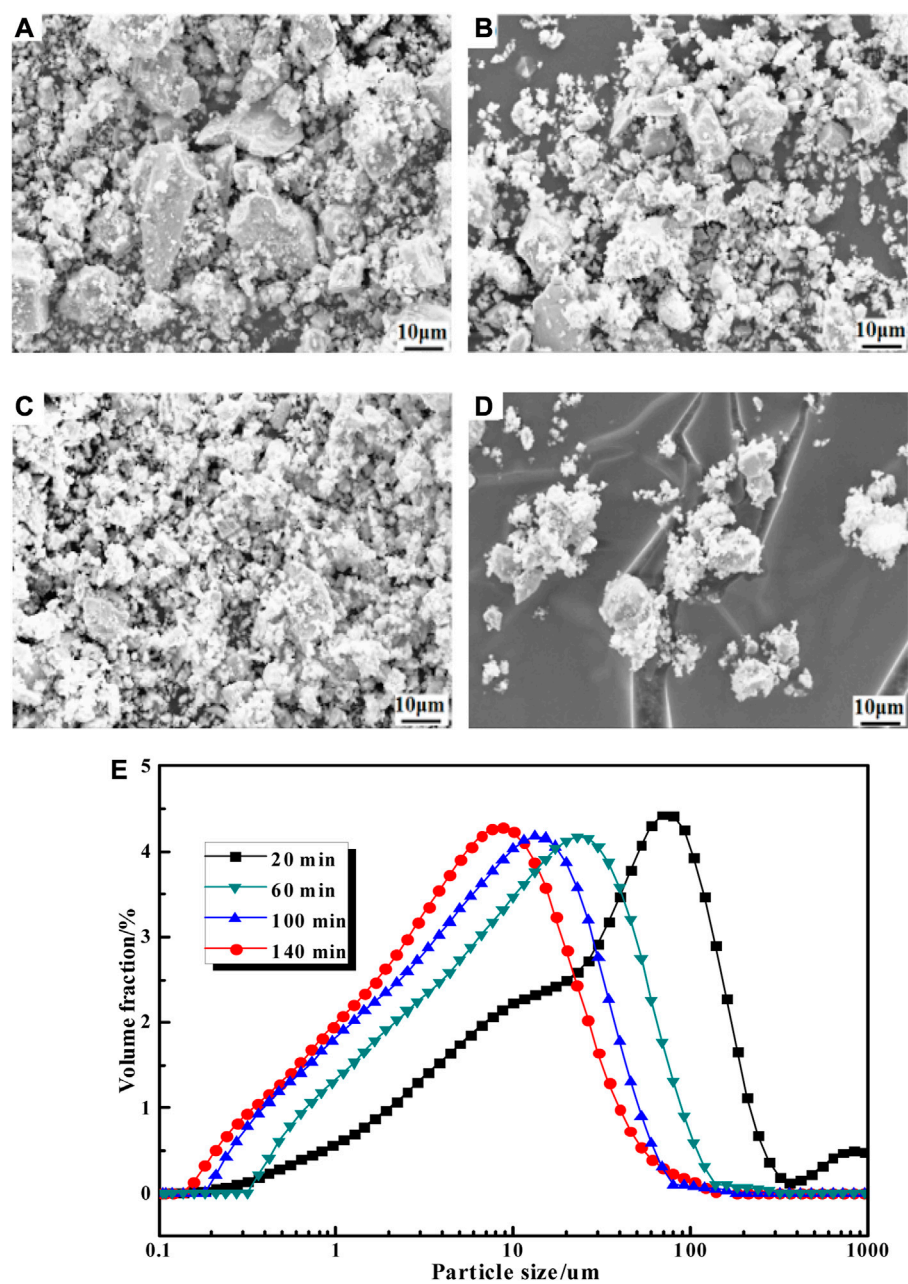 A
B
10μm
10μm
C
D
10μm
10μm
E
5
4
3
2
1
0
Volume fraction/%
20 min
60 min
100 min
140 min
0.1
1
10
100
1000
Particle size/um